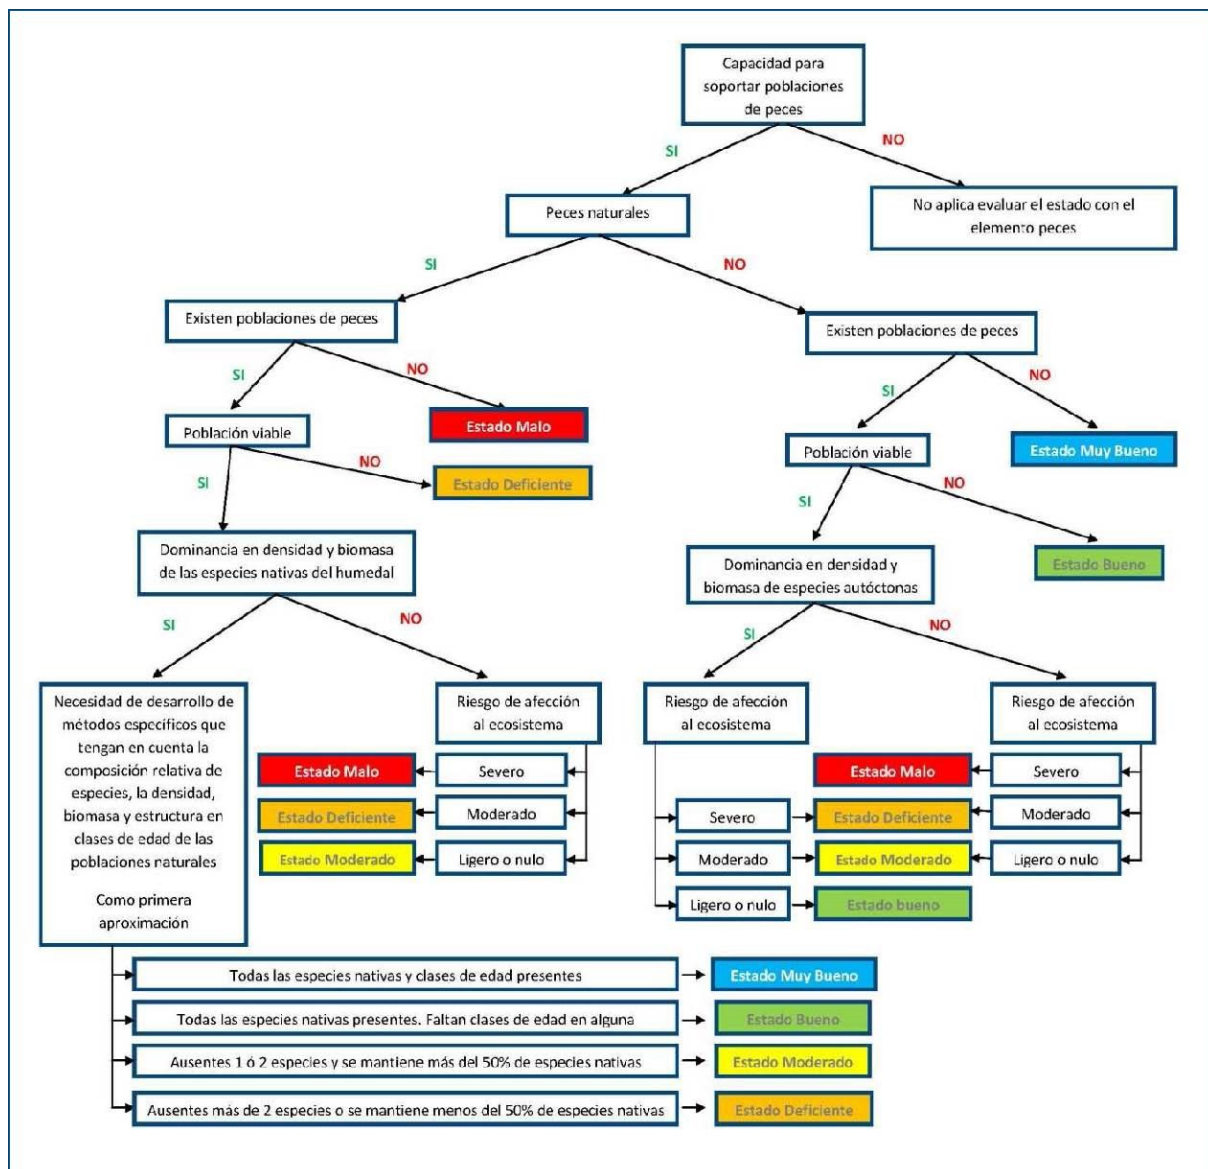 Capacidad para
soportar poblaciones
de peces
SI
NO
Peces naturales
No aplica evaluar el estado con el
elemento peces
SI
NO
Existen poblaciones de peces
Existen poblaciones de peces
SI
NO
SI
NO
Población viable
Estado Malo
Población viable
Estado Muy Bueno
SI
NO
Estado Deficiente
SI
NO
Dominancia en densidad y biomasa
de las especies nativas del humedal
Dominancia en densidad y
biomasa de especies autóctonas
Estado Bueno
SI
NO
SI
NO
Necesidad de desarrollo de
métodos específicos que
tengan en cuenta la
composición relativa de
especies, la densidad,
biomasa y estructura en
clases de edad de las
poblaciones naturales
Como primera
aproximación
Riesgo de afección
al ecosistema
Estado Malo
Severo
Estado Deficiente
Moderado
Estado Moderado
Ligero o nulo
Riesgo de afección
al ecosistema
Riesgo de afección
al ecosistema
Estado Malo
Severo
Severo
Estado Deficiente
Moderado
Moderado
Estado Moderado
Ligero o nulo
Ligero o nulo
Estado bueno
Todas las especies nativas y clases de edad presentes
Estado Muy Bueno
Todas las especies nativas presentes. Faltan clases de edad en alguna
Estado Bueno
Ausentes 1 ó 2 especies y se mantiene más del 50% de especies nativas
Estado Moderado
Ausentes más de 2 especies o se mantiene menos del 50% de especies nativas
Estado Deficiente